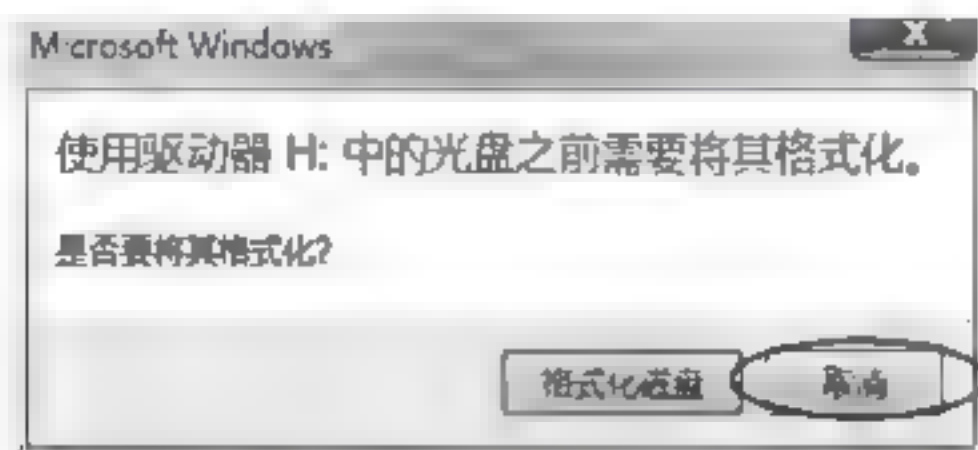 Microsoft Windows
使用驱动器 H: 中的光盘之前需要将其格式化。
是否要将其格式化?
格式化磁盘
取消